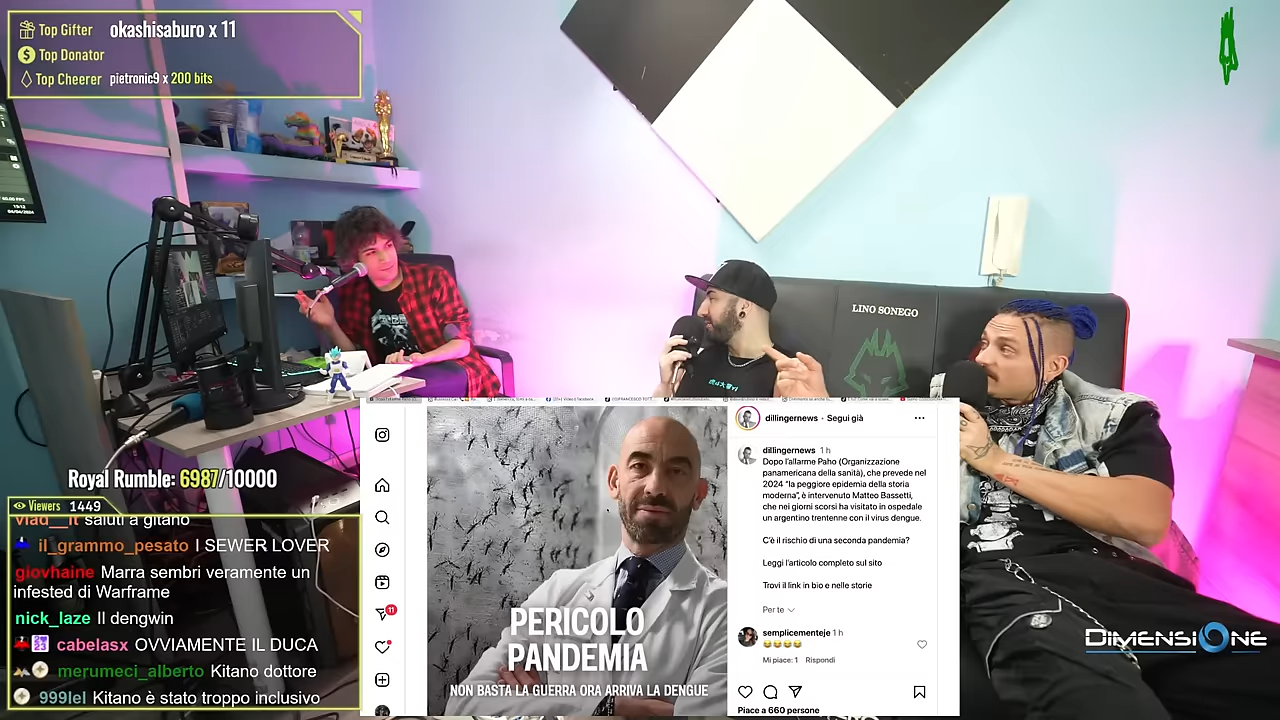 Top Gifter okashisaburo x 11
Top Donator
Top Cheerer pietronic9 x 200 bits
LINO SONEGO
Royal Rumble: 6987/10000
Viewers 1449
vlad__it saluti a gitano
il_grammo_pesato I SEWER LOVER
giovhaine Marra sembri veramente un
infested di Warframe
nick_laze Il dengwin
cabelasx OVVIAMENTE IL DUCA
merumeci_alberto Kitano dottore
999lel Kitano è stato troppo inclusivo
11
PERICOLO
PANDEMIA
NON BASTA LA GUERRA ORA ARRIVA LA DENGUE
dillingernews · Segui già
dillingernews 1 h
Dopo l'allarme Paho (Organizzazione
panamericana della sanità), che prevede nel
2024 "la peggiore epidemia della storia
moderna", è intervenuto Matteo Bassetti,
che nei giorni scorsi ha visitato in ospedale
un argentino trentenne con il virus dengue.
C'è il rischio di una seconda pandemia?
Leggi l'articolo completo sul sito
Trovi il link in bio e nelle storie
Per te
semplicementeje 1 h
Mi piace: 1 Rispondi
Piace a 660 persone
DIMENSIONE